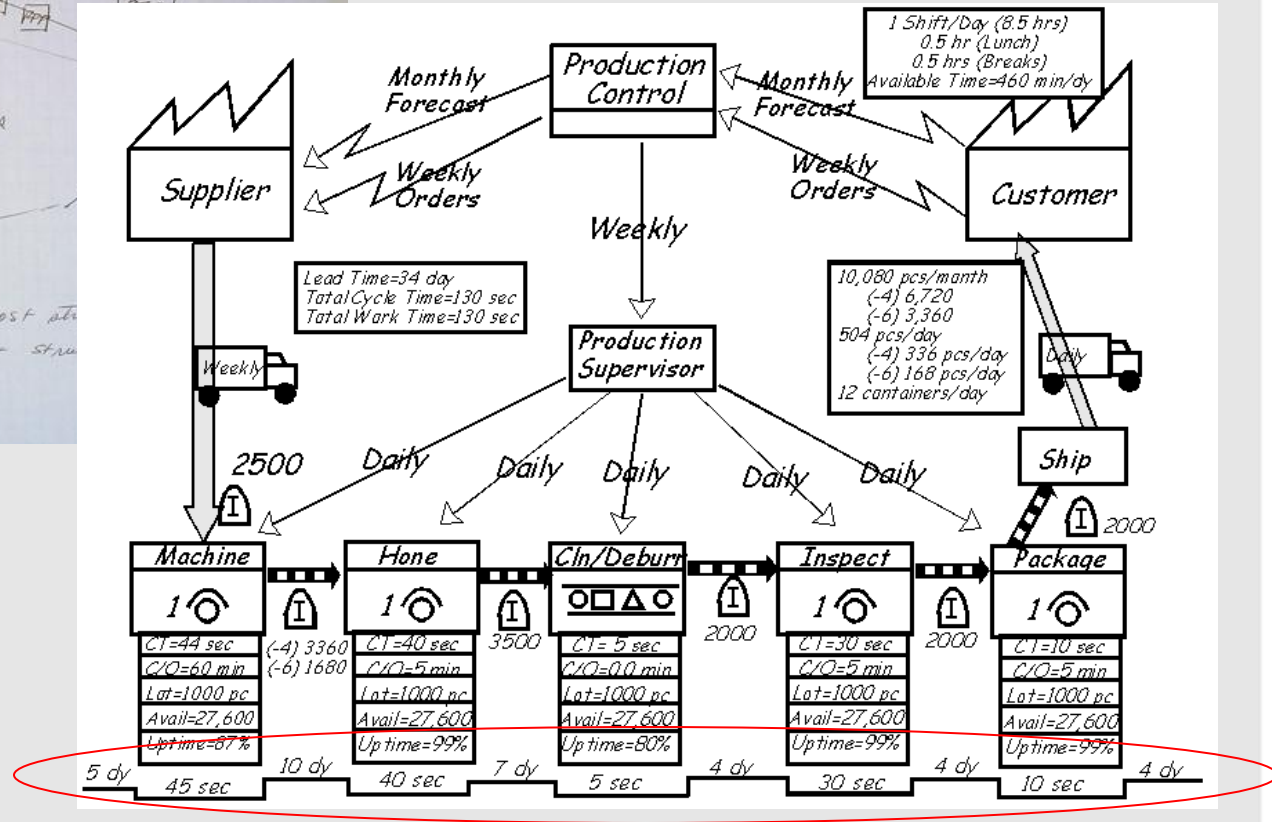 1 Shift/Day (8.5 hrs)
0.5 hr (Lunch)
0.5 hrs (Breaks)
Available Time=460 min/dy
Production
Control
Monthly
Forecast
Monthly
Forecast
Supplier
Weekly
Orders
Weekly
Orders
Customer
Weekly
Lead Time=34 day
Total Cycle Time=130 sec
Total Work Time=130 sec
10,080 pcs/month
(-4) 6,720
(-6) 3,360
504 pcs/day
(-4) 336 pcs/day
(-6) 168 pcs/day
12 containers/day
Production
Supervisor
Weekly
Daily
Ship
2500
I
Daily
Daily
Daily
Daily
Daily
I
2000
Machine
1
CT=44 sec
C/O=60 min
Lot=1000 pc
Avail=27,600
Uptime=87%
I
(-4) 3360
(-6) 1680
Hone
1
CT=40 sec
C/O=5 min
Lot=1000 pc
Avail=27,600
Uptime=99%
I
3500
Cln/Deburr
CT= 5 sec
C/O=0.0 min
Lot=1000 pc
Avail=27,600
Uptime=80%
I
2000
Inspect
1
CT=30 sec
C/O=5 min
Lot=1000 pc
Avail=27,600
Uptime=99%
I
2000
Package
1
CT=10 sec
C/O=5 min
Lot=1000 pc
Avail=27,600
Uptime=99%
5 dy
45 sec
10 dy
40 sec
7 dy
5 sec
4 dy
30 sec
4 dy
10 sec
4 dy